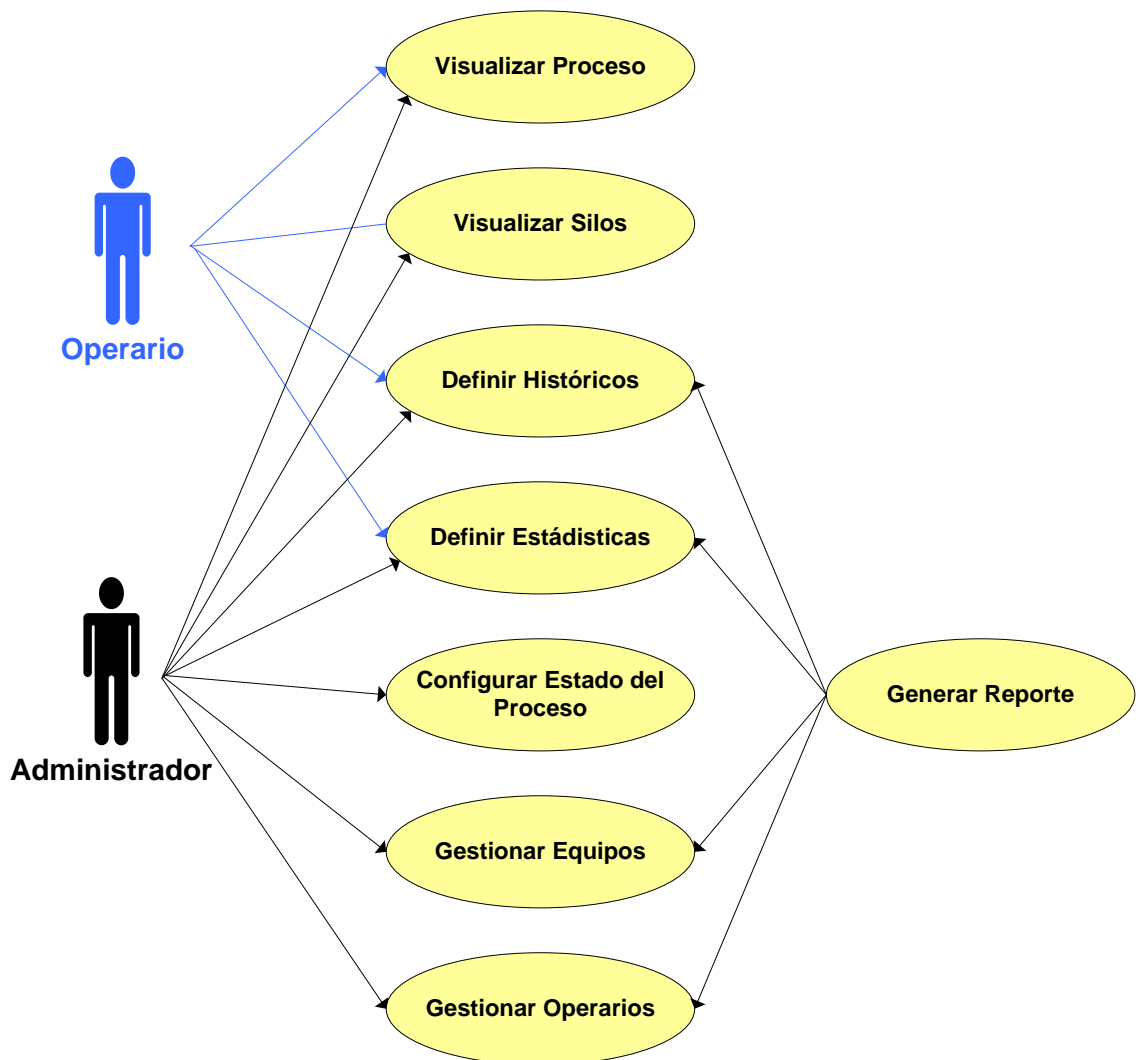 Visualizar Proceso
Visualizar Silos
Operario
Definir Históricos
Definir Estádisticas
Configurar Estado del
Proceso
Generar Reporte
Administrador
Gestionar Equipos
Gestionar Operarios